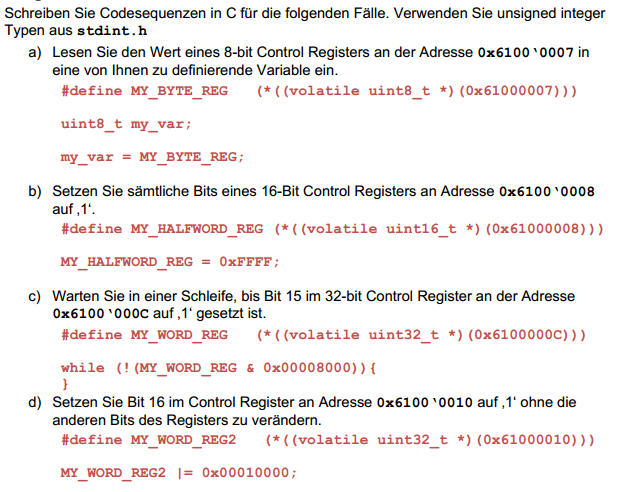 Schreiben Sie Codesequenzen in C für die folgenden Fälle. Verwenden Sie unsigned integer
Typen aus stdint.h
a) Lesen Sie den Wert eines 8-bit Control Registers an der Adresse 0x6100‘0007 in
eine von Ihnen zu definierende Variable ein.
#define MY_BYTE_REG (*((volatile uint8_t *)(0x61000007)))
uint8_t my_var;
my_var = MY_BYTE_REG;
b) Setzen Sie sämtliche Bits eines 16-Bit Control Registers an Adresse 0x6100‘0008
auf ‚1‘.
#define MY_HALFWORD_REG (*((volatile uint16_t *)(0x61000008)))
MY_HALFWORD_REG = 0xFFFF;
c) Warten Sie in einer Schleife, bis Bit 15 im 32-bit Control Register an der Adresse
0x6100‘000C auf ‚1‘ gesetzt ist.
#define MY_WORD_REG (*((volatile uint32_t *)(0x6100000C)))
while (!(MY_WORD_REG & 0x00008000)){
}
d) Setzen Sie Bit 16 im Control Register an Adresse 0x6100‘0010 auf ‚1‘ ohne die
anderen Bits des Registers zu verändern.
#define MY_WORD_REG2 (*((volatile uint32_t *)(0x61000010)))
MY_WORD_REG2 |= 0x00010000;